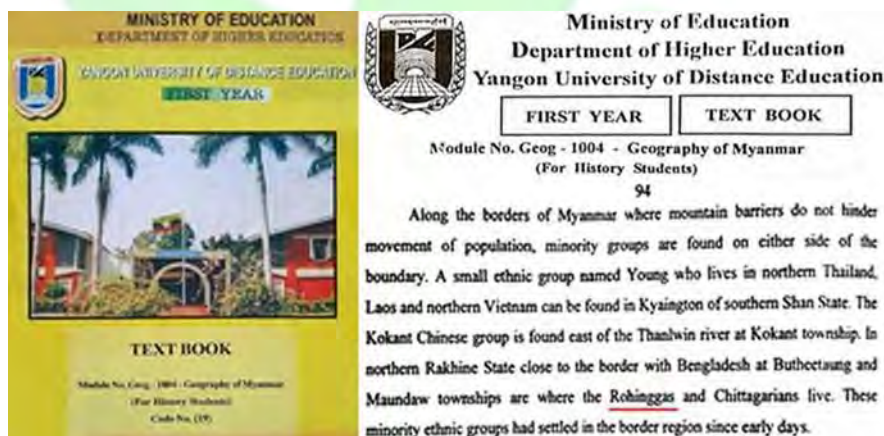 MINISTRY OF EDUCATION
DEPARTMENT OF HIGHER EDUCATION
YANGON UNIVERSITY OF DISTANCE EDUCATION
FIRST YEAR
TEXT BOOK
Module No. Geog - 1004 - Geography of Myanmar
(For History Students)
Code No. (19)
Ministry of Education
Department of Higher Education
Yangon University of Distance Education
FIRST YEAR
TEXT BOOK
Module No. Geog - 1004 - Geography of Myanmar
(For History Students)
94
Along the borders of Myanmar where mountain barriers do not hinder
movement of population, minority groups are found on either side of the
boundary. A small ethnic group named Young who lives in northern Thailand,
Laos and northern Vietnam can be found in Kyaington of southern Shan State. The
Kokant Chinese group is found east of the Thanlwin river at Kokant township. In
northern Rakhine State close to the border with Bengladesh at Butheetaung and
Maundaw townships are where the Rohinggas and Chittagarians live. These
minority ethnic groups had settled in the border region since early days.